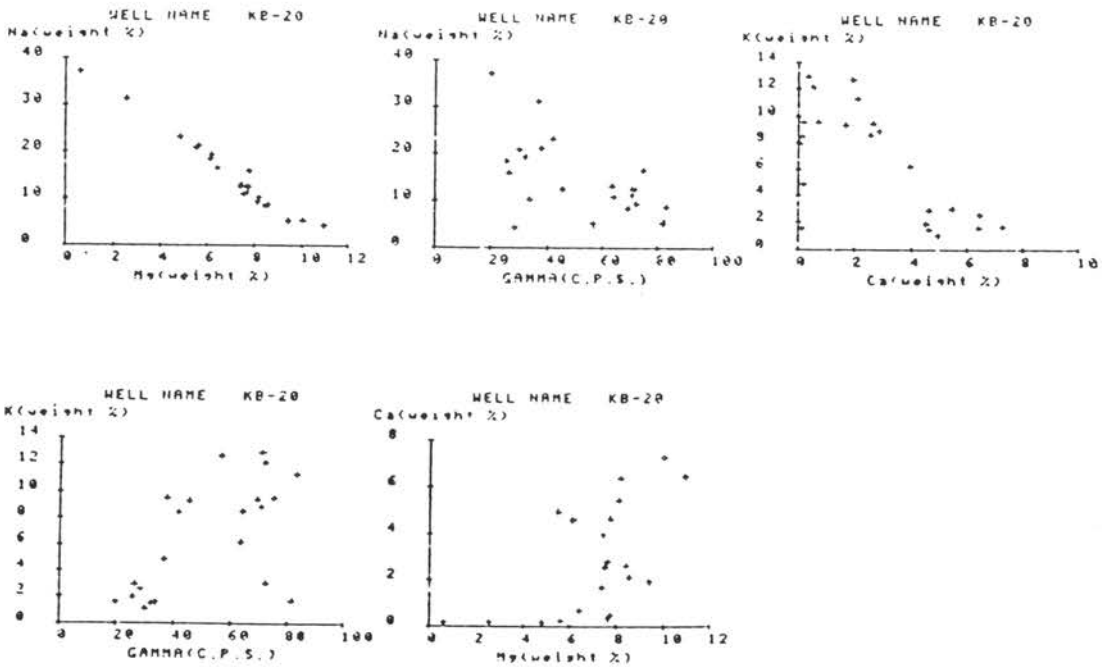 WELL NAME KB-20
Na(weight %)
40
30
20
10
0
0 2 4 6 8 10 12
Mg(weight %)
WELL NAME KB-20
Na(weight %)
40
30
20
10
0
0 20 40 60 80 100
GAMMA(C.P.S.)
WELL NAME KB-20
K(weight %)
14
12
10
8
6
4
2
0
0 2 4 6 8 10
Ca(weight %)
WELL NAME KB-20
K(weight %)
14
12
10
8
6
4
2
0
0 20 40 60 80 100
GAMMA(C.P.S.)
WELL NAME KB-20
Ca(weight %)
8
6
4
2
0
0 2 4 6 8 10 12
Mg(weight %)